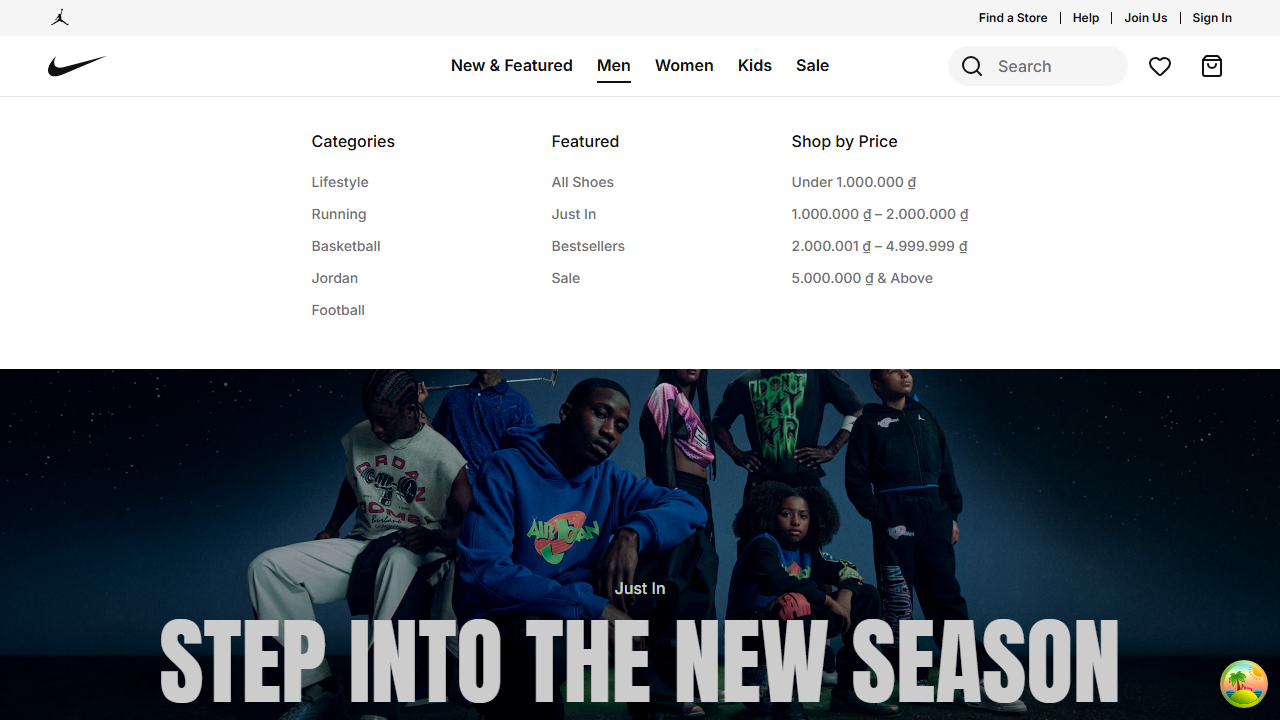 Find a Store | Help | Join Us | Sign In
New & Featured Men Women Kids Sale
Search
Categories
Lifestyle
Running
Basketball
Jordan
Football
Featured
All Shoes
Just In
Bestsellers
Sale
Shop by Price
Under 1.000.000 ₫
1.000.000 ₫ – 2.000.000 ₫
2.000.001 ₫ – 4.999.999 ₫
5.000.000 ₫ & Above
Just In
STEP INTO THE NEW SEASON